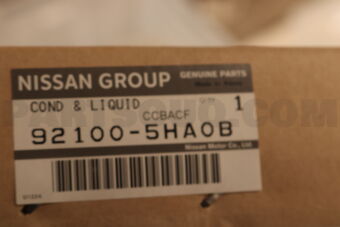 NISSAN GROUP GENUINE PARTS
COND & LIQUID 1
CCBACF
92100-5HA0B
Nissan Motor Co., Ltd.